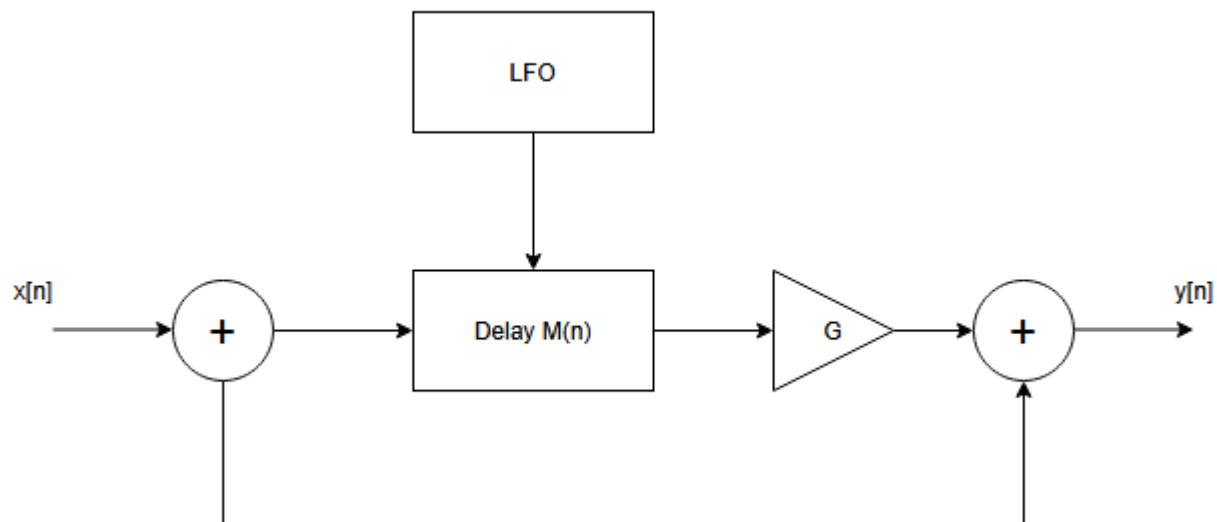 LFO
x[n]
+
Delay M(n)
G
+
y[n]